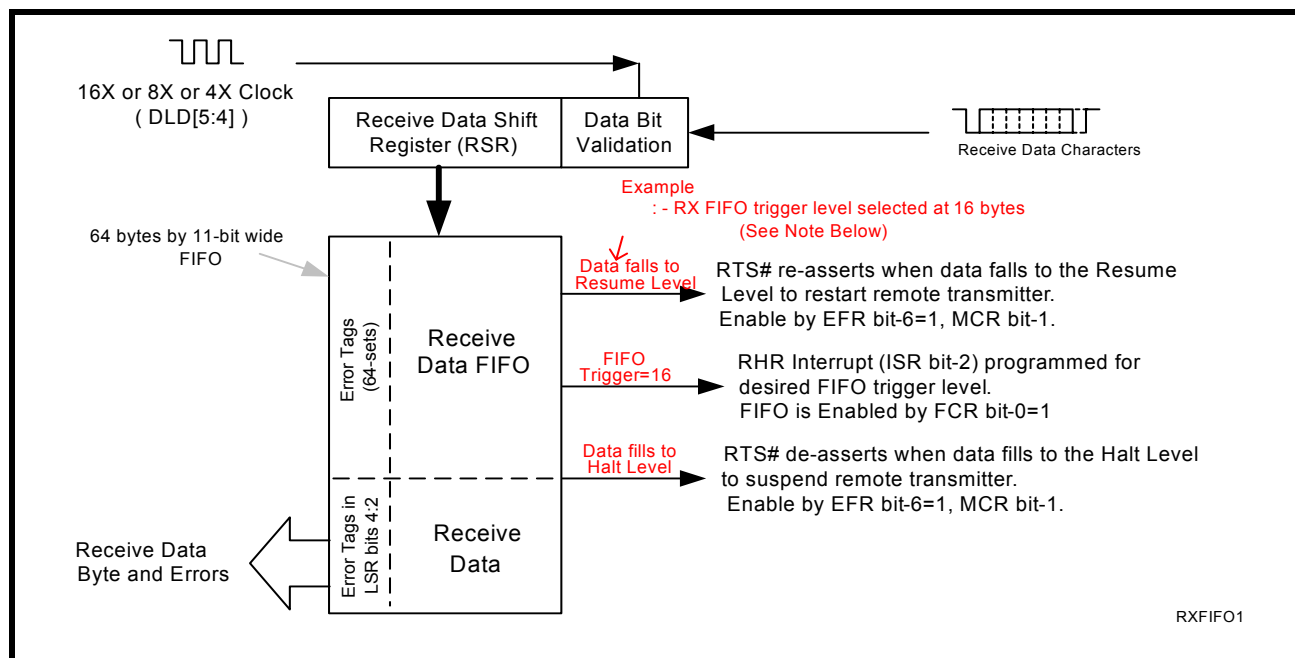 16X or 8X or 4X Clock
( DLD[5:4] )
Receive Data Shift
Register (RSR)
Data Bit
Validation
Receive Data Characters
Example
: - RX FIFO trigger level selected at 16 bytes
(See Note Below)
64 bytes by 11-bit wide
FIFO
Data falls to
Resume Level
RTS# re-asserts when data falls to the Resume
Level to restart remote transmitter.
Enable by EFR bit-6=1, MCR bit-1.
Error Tags
(64-sets)
Receive
Data FIFO
FIFO
Trigger=16
RHR Interrupt (ISR bit-2) programmed for
desired FIFO trigger level.
FIFO is Enabled by FCR bit-0=1
Data fills to
Halt Level
RTS# de-asserts when data fills to the Halt Level
to suspend remote transmitter.
Enable by EFR bit-6=1, MCR bit-1.
Error Tags in
LSR bits 4:2
Receive
Data
Receive Data
Byte and Errors
RXFIFO1